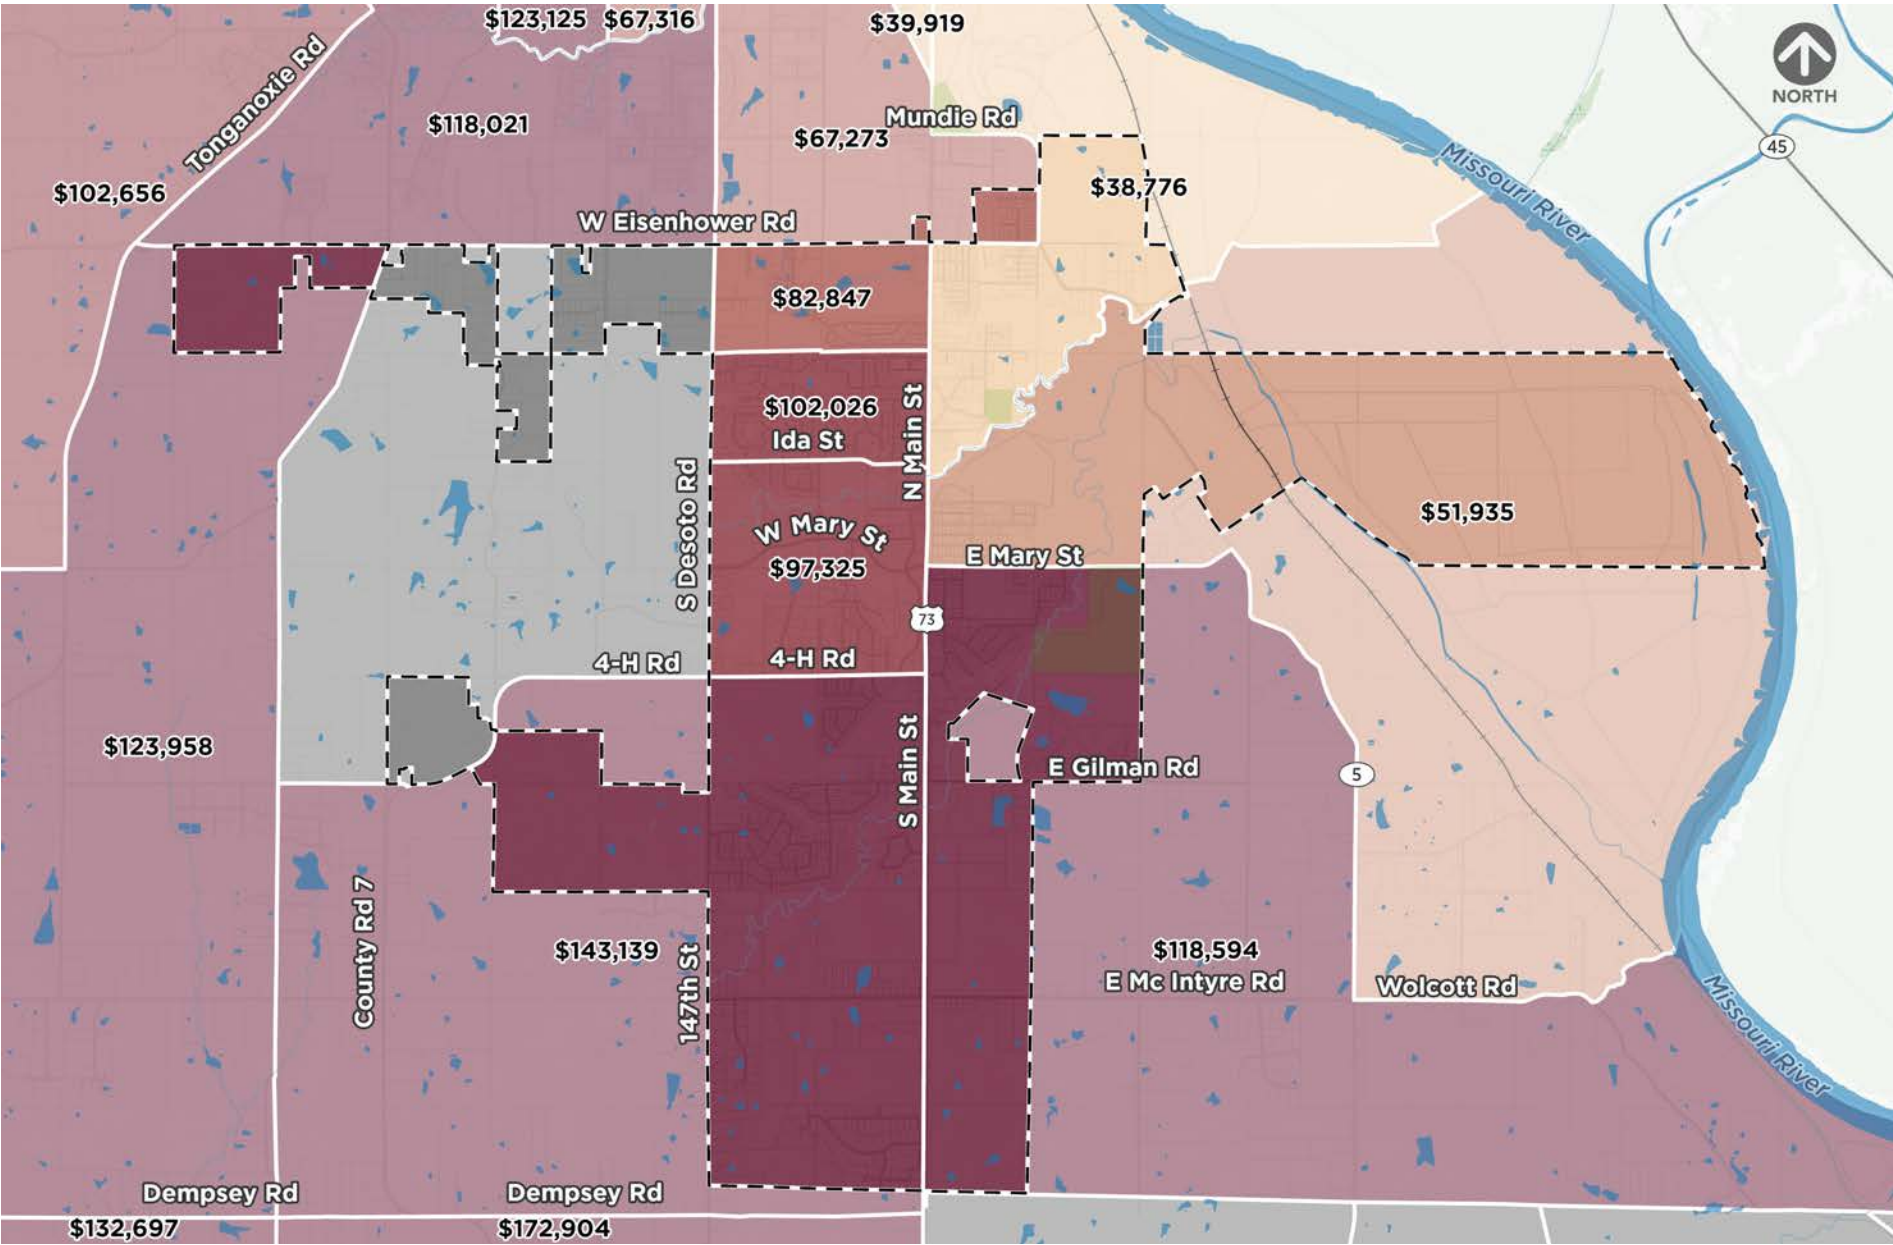 $123,125
$67,316
$39,919
NORTH
45
Tonganoxie Rd
$118,021
Mundie Rd
$67,273
$102,656
$38,776
Missouri River
W Eisenhower Rd
$82,847
$102,026
Ida St
N Main St
S Desoto Rd
W Mary St
$97,325
$51,935
E Mary St
73
4-H Rd
4-H Rd
$123,958
S Main St
E Gilman Rd
5
County Rd 7
$143,139
147th St
$118,594
E Mc Intyre Rd
Wolcott Rd
Missouri River
Dempsey Rd
Dempsey Rd
$132,697
$172,904